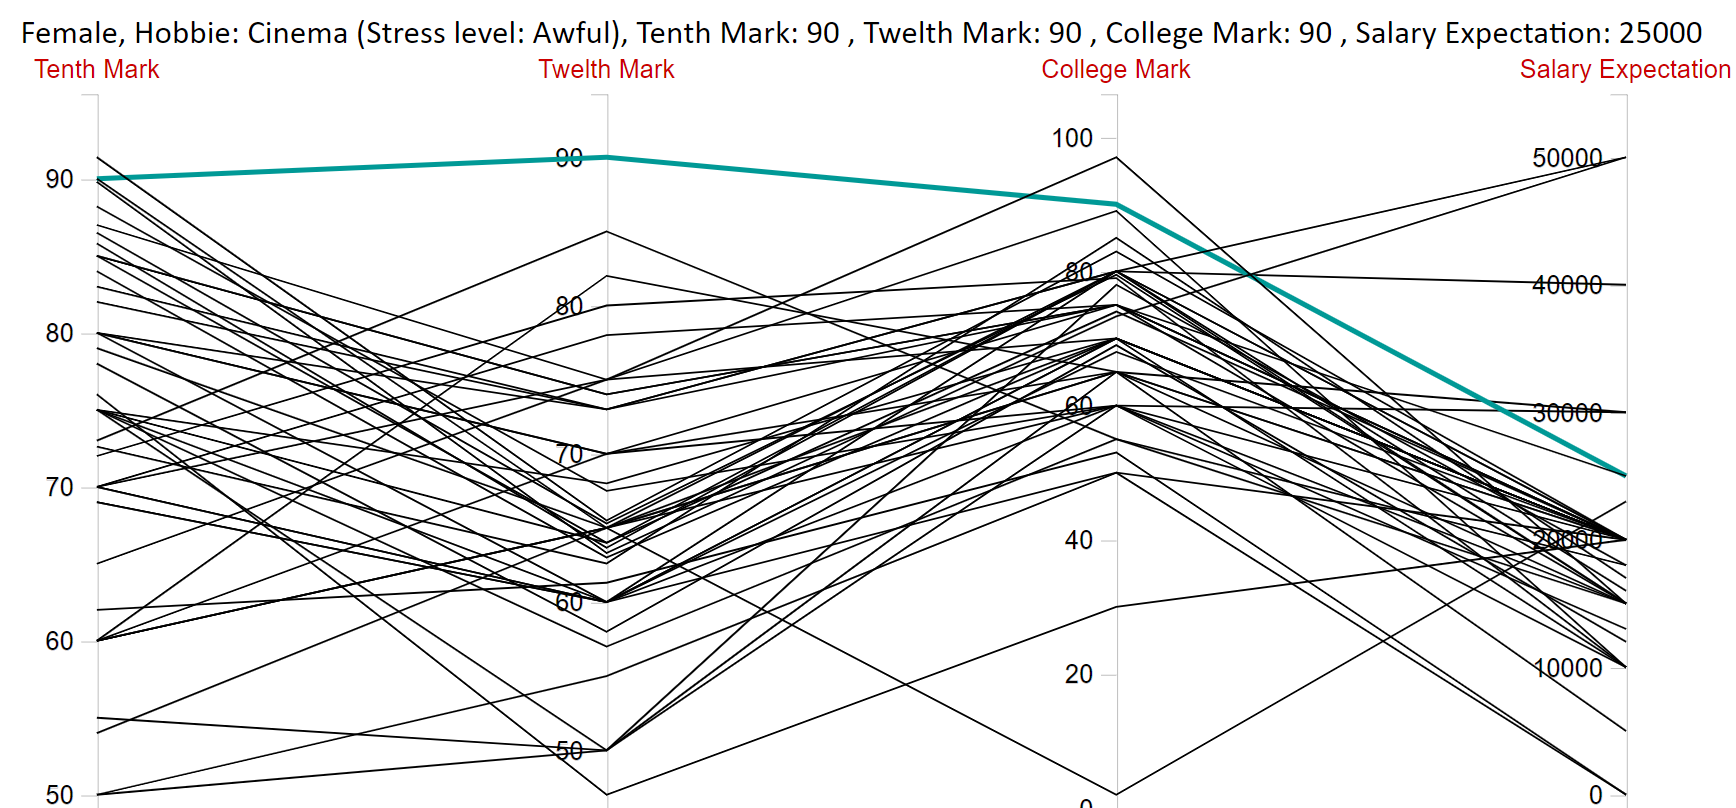 Female, Hobbie: Cinema (Stress level: Awful), Tenth Mark: 90 , Twelth Mark: 90 , College Mark: 90 , Salary Expectation: 25000
Tenth Mark Twelth Mark College Mark Salary Expectation
100
90 50000
90
80
80 40000
80
70 60 30000
70
60 40 20000
60
20 10000
50
50 0 0